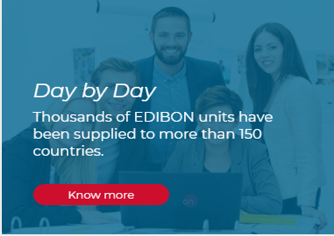 Day by Day
Thousands of EDIBON units have
been supplied to more than 150
countries.
Know more